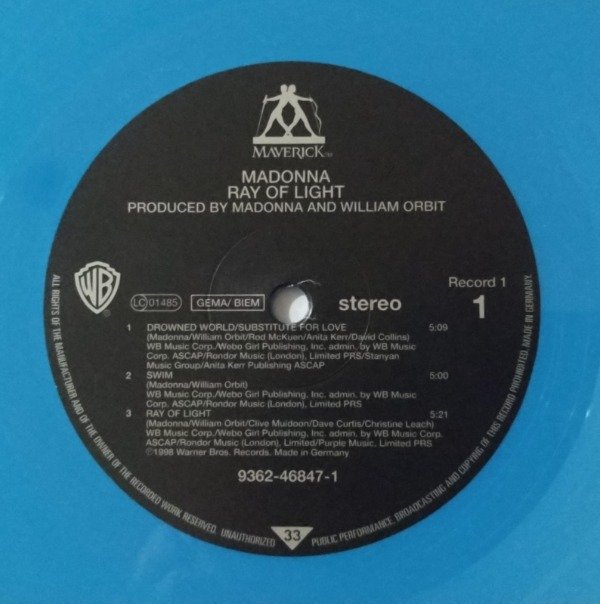 MAVERICK
MADONNA
RAY OF LIGHT
PRODUCED BY MADONNA AND WILLIAM ORBIT
WB
LC 01485
GEMA/ BIEM
stereo
Record 1
1
1 DROWNED WORLD/SUBSTITUTE FOR LOVE 5:09
(Madonna/William Orbit/Rod McKuen/Anita Kerr/David Collins)
WB Music Corp./Webo Girl Publishing, Inc. admin. by WB Music
Corp. ASCAP/Rondor Music (London), Limited PRS/Stanyan
Music Group/Anita Kerr Publishing ASCAP
2 SWIM 5:00
(Madonna/William Orbit)
WB Music Corp./Webo Girl Publishing, Inc. admin. by WB Music
Corp. ASCAP/Rondor Music (London), Limited PRS
3 RAY OF LIGHT 5:21
(Madonna/William Orbit/Clive Muldoon/Dave Curtis/Christine Leach)
WB Music Corp./Webo Girl Publishing, Inc. admin. by WB Music Corp.
ASCAP/Rondor Music (London), Limited/Purple Music, Limited PRS
℗1998 Warner Bros. Records. Made in Germany
9362-46847-1
ALL RIGHTS OF THE MANUFACTURER AND OF THE OWNER OF THE RECORDED WORK RESERVED. UNAUTHORIZED
33
PUBLIC PERFORMANCE, BROADCASTING AND COPYING OF THIS RECORD PROHIBITED. MADE IN GERMANY.